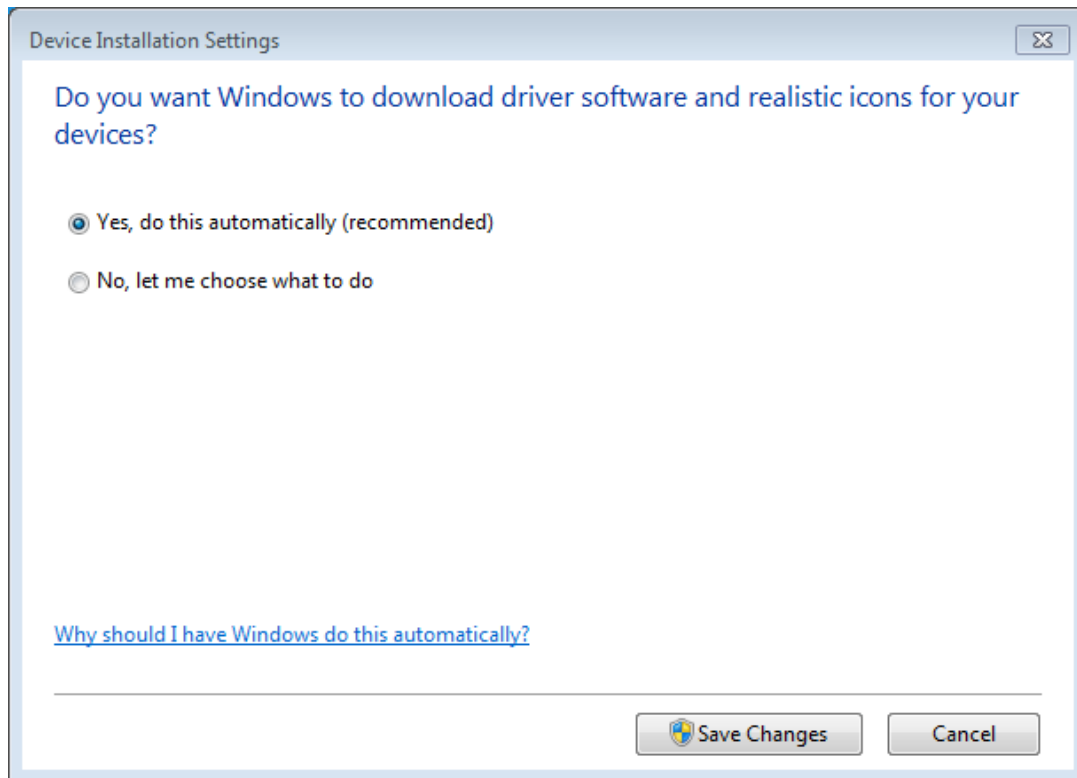 Device Installation Settings
Do you want Windows to download driver software and realistic icons for your
devices?
Yes, do this automatically (recommended)
No, let me choose what to do
Why should I have Windows do this automatically?
Save Changes Cancel